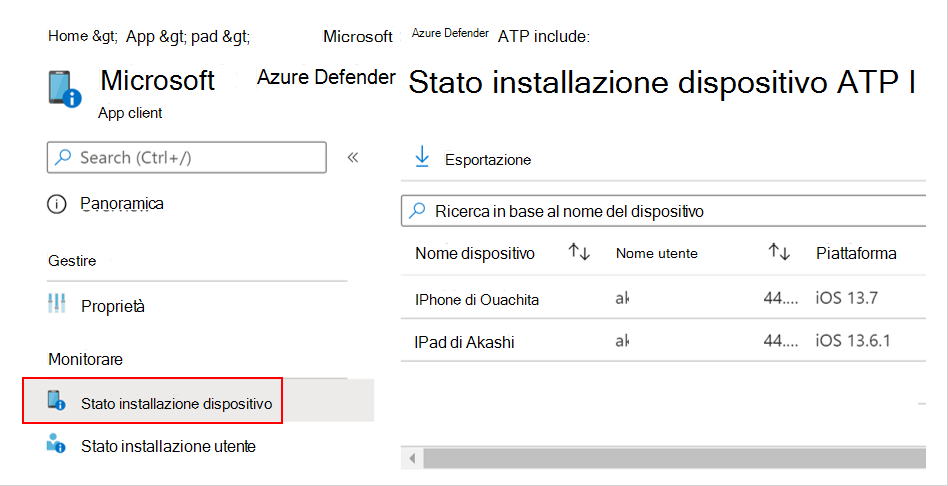 Home &gt; App &gt; pad &gt; Microsoft Azure Defender ATP include:
Microsoft Azure Defender Stato installazione dispositivo ATP I
App client
Search (Ctrl+/) «
Esportazione
Panoramica
Ricerca in base al nome del dispositivo
Gestire
Nome dispositivo Nome utente Piattaforma
Proprietà
IPhone di Ouachita ak 44.... iOS 13.7
Monitorare
IPad di Akashi ak 44.... iOS 13.6.1
Stato installazione dispositivo
Stato installazione utente